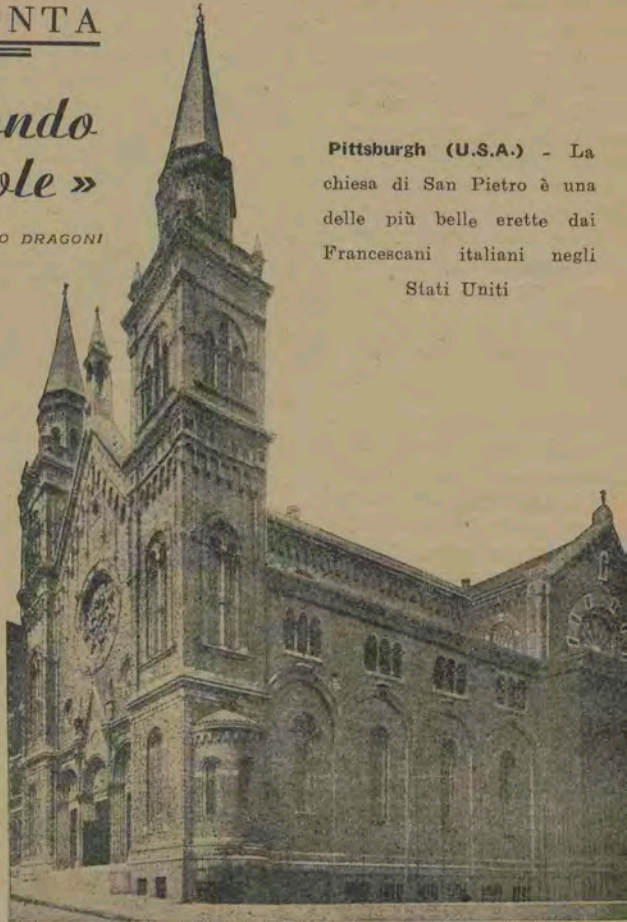 NTA
ndo
ole »
O DRAGONI
Pittsburgh (U.S.A.) - La
chiesa di San Pietro è una
delle più belle erette dai
Francescani italiani negli
Stati Uniti